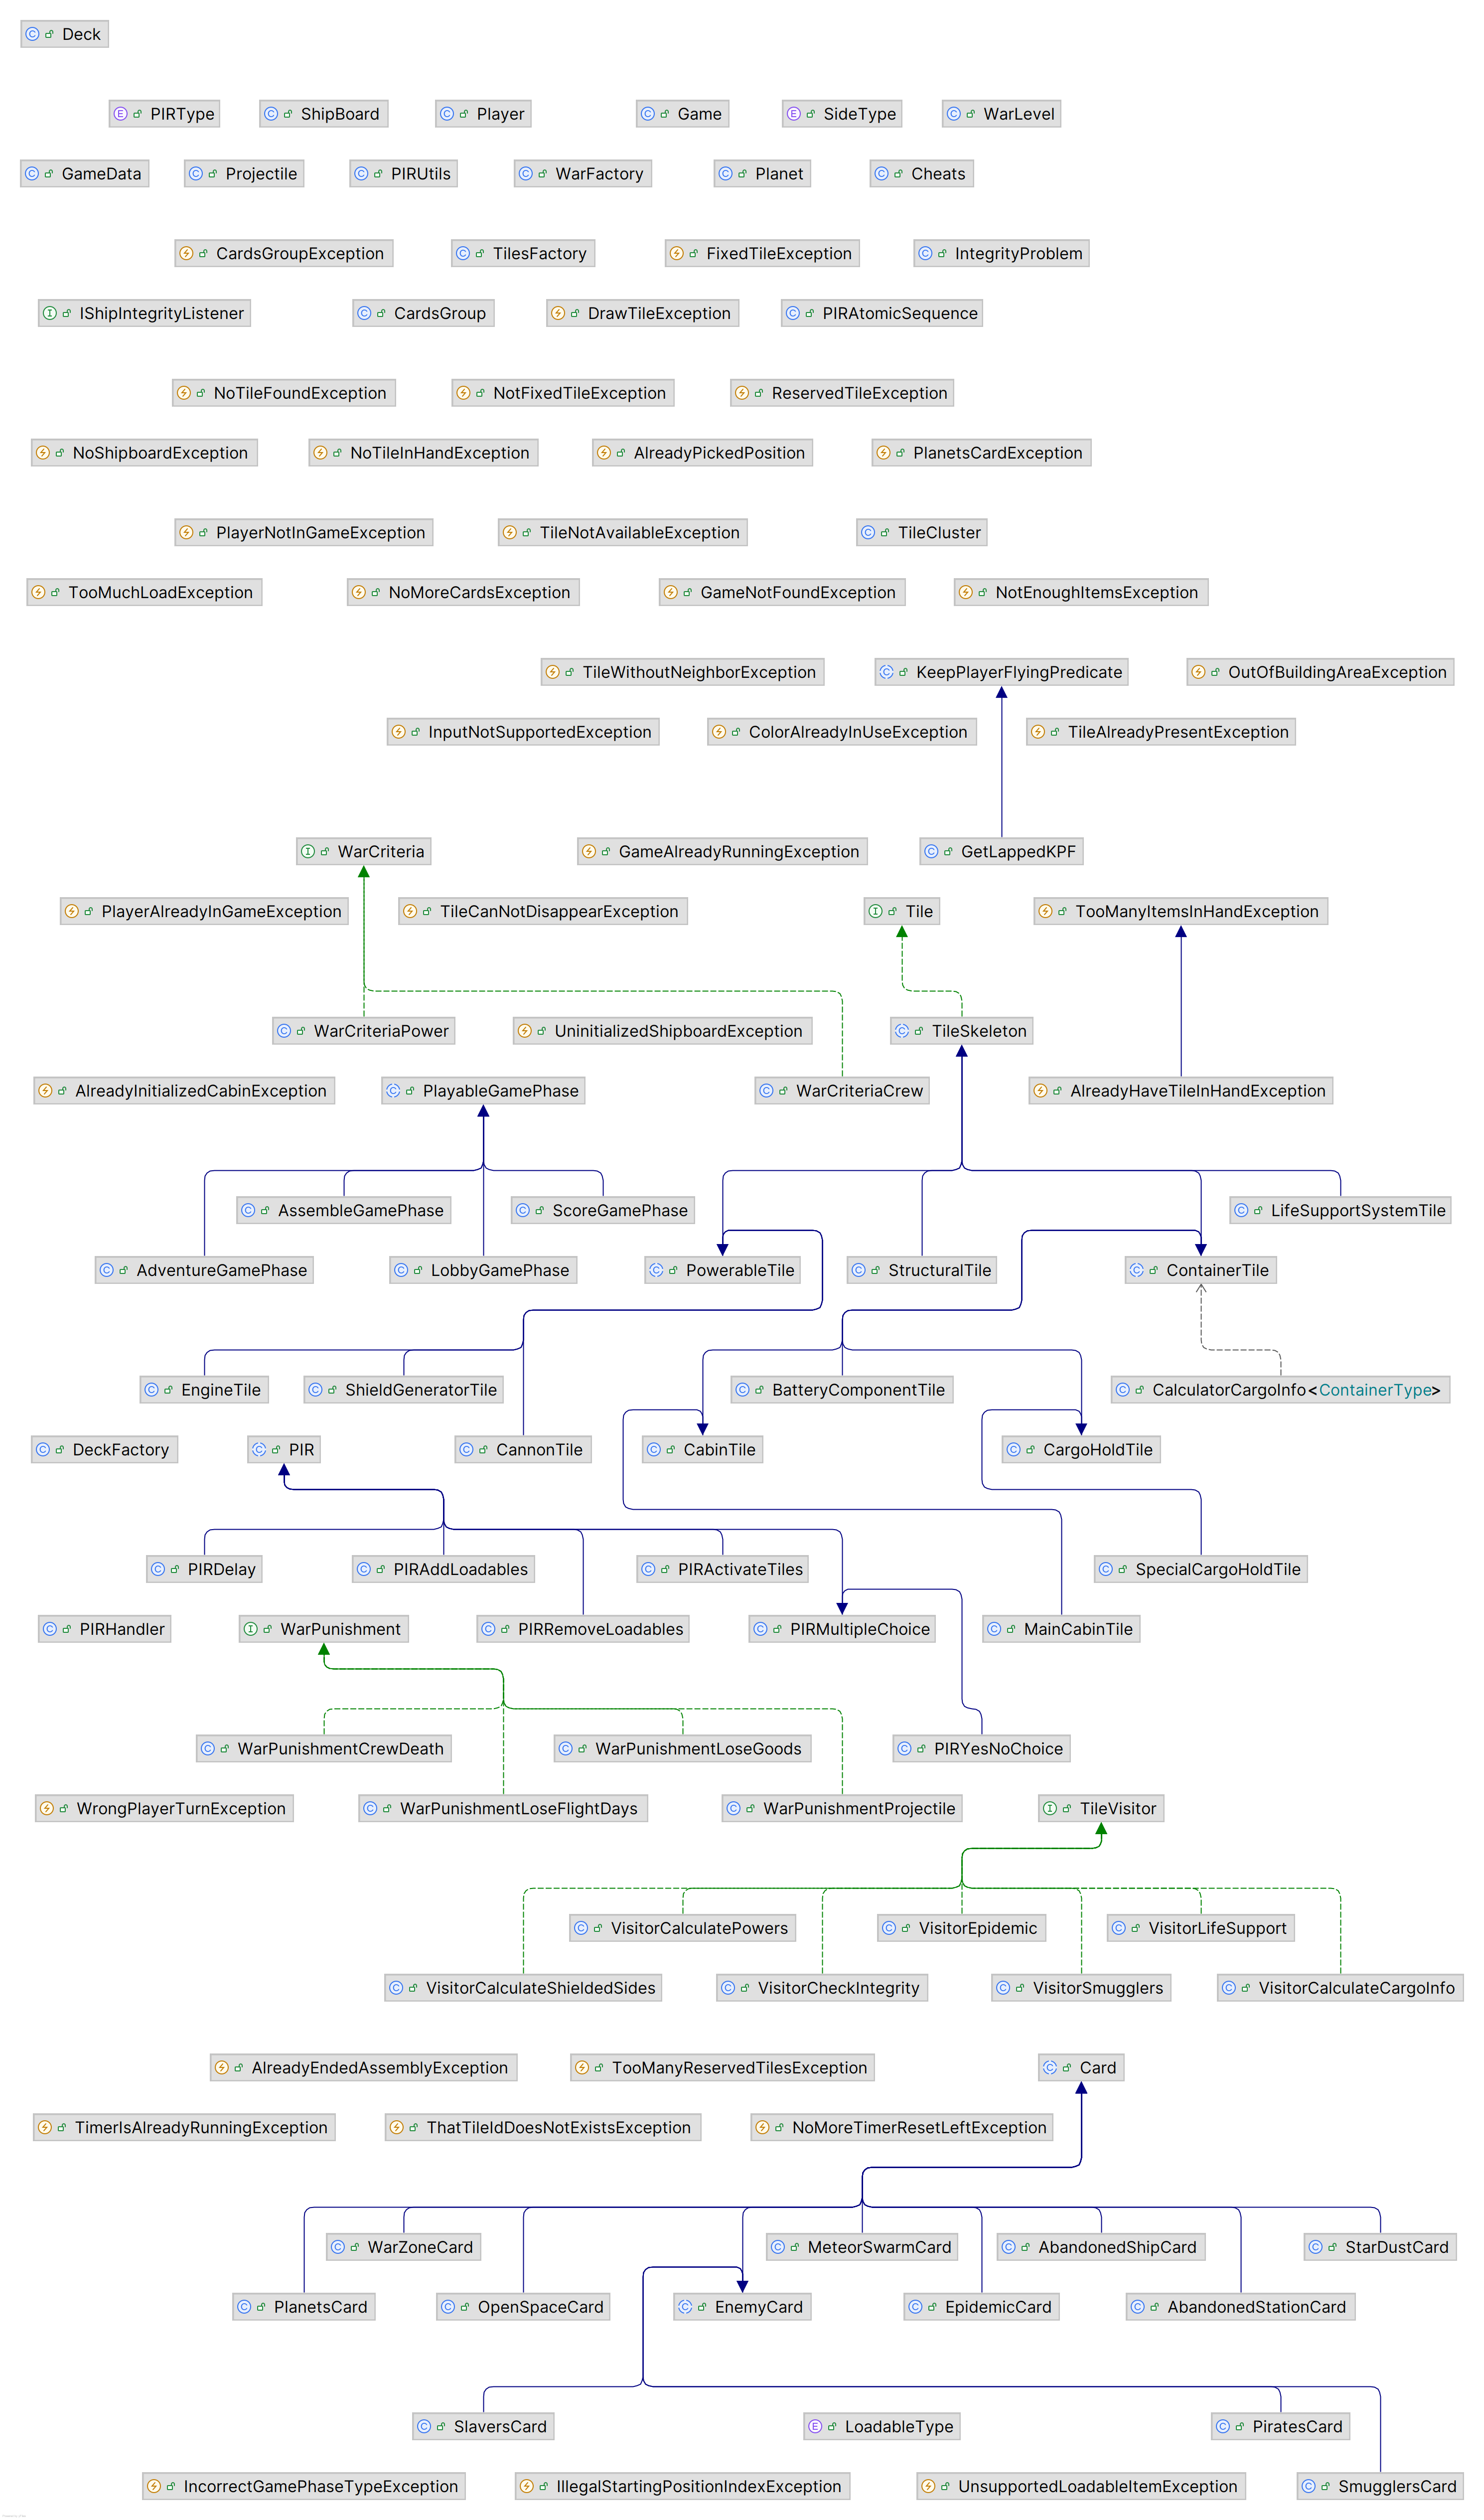 Deck
PIRType ShipBoard Player Game SideType WarLevel
GameData Projectile PIRUtils WarFactory Planet Cheats
CardsGroupException TilesFactory FixedTileException IntegrityProblem
IShipIntegrityListener CardsGroup DrawTileException PIRAtomicSequence
NoTileFoundException NotFixedTileException ReservedTileException
NoShipboardException NoTileInHandException AlreadyPickedPosition PlanetsCardException
PlayerNotInGameException TileNotAvailableException TileCluster
TooMuchLoadException NoMoreCardsException GameNotFoundException NotEnoughItemsException
TileWithoutNeighborException KeepPlayerFlyingPredicate OutOfBuildingAreaException
InputNotSupportedException ColorAlreadyInUseException TileAlreadyPresentException
WarCriteria GameAlreadyRunningException GetLappedKPF
PlayerAlreadyInGameException TileCanNotDisappearException Tile TooManyItemsInHandException
WarCriteriaPower UninitializedShipboardException TileSkeleton
AlreadyInitializedCabinException PlayableGamePhase WarCriteriaCrew AlreadyHaveTileInHandException
AssembleGamePhase ScoreGamePhase LifeSupportSystemTile
AdventureGamePhase LobbyGamePhase PowerableTile StructuralTile ContainerTile
EngineTile ShieldGeneratorTile BatteryComponentTile CalculatorCargoInfo<ContainerType>
DeckFactory PIR CannonTile CabinTile CargoHoldTile
PIRDelay PIRAddLoadables PIRActivateTiles SpecialCargoHoldTile
PIRHandler WarPunishment PIRRemoveLoadables PIRMultipleChoice MainCabinTile
WarPunishmentCrewDeath WarPunishmentLoseGoods PIRYesNoChoice
WrongPlayerTurnException WarPunishmentLoseFlightDays WarPunishmentProjectile TileVisitor
VisitorCalculatePowers VisitorEpidemic VisitorLifeSupport
VisitorCalculateShieldedSides VisitorCheckIntegrity VisitorSmugglers VisitorCalculateCargoInfo
AlreadyEndedAssemblyException TooManyReservedTilesException Card
TimerIsAlreadyRunningException ThatTileIdDoesNotExistsException NoMoreTimerResetLeftException
WarZoneCard MeteorSwarmCard AbandonedShipCard StarDustCard
PlanetsCard OpenSpaceCard EnemyCard EpidemicCard AbandonedStationCard
SlaversCard LoadableType PiratesCard
IncorrectGamePhaseTypeException IllegalStartingPositionIndexException UnsupportedLoadableItemException SmugglersCard